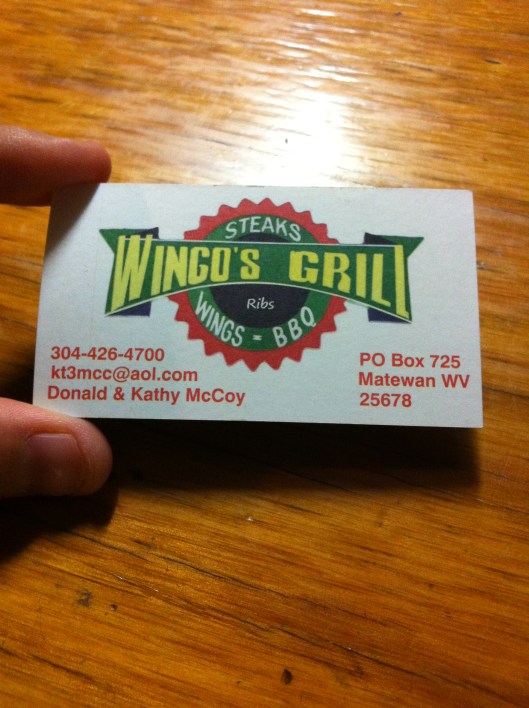 STEAKS
WINGO'S GRILL
Ribs
WINGS = BBQ
304-426-4700
kt3mcc@aol.com
Donald & Kathy McCoy
PO Box 725
Matewan WV
25678